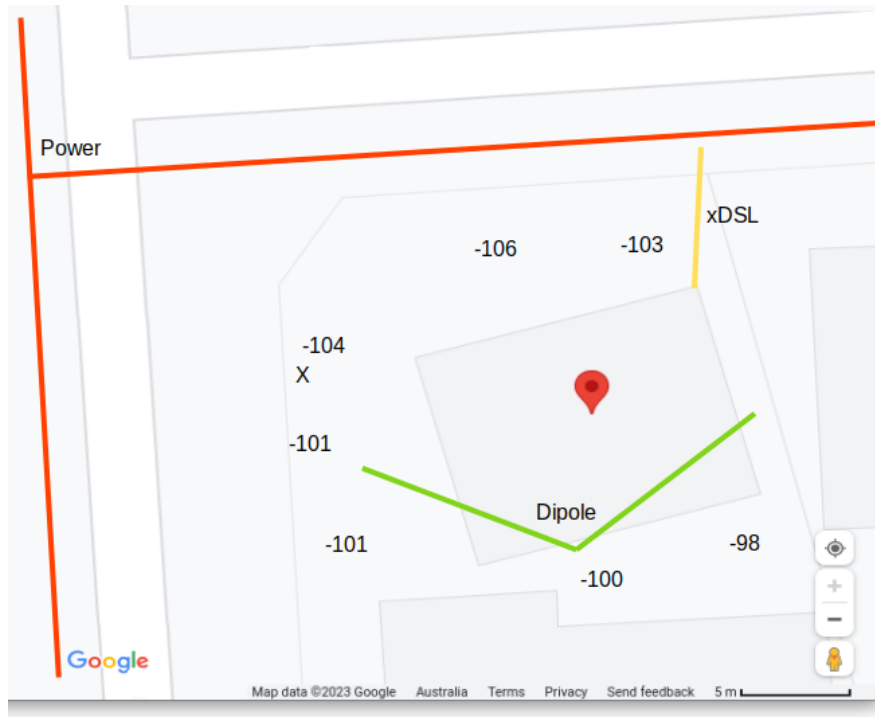 Power
xDSL
-106
-103
-104
X
-101
Dipole
-101
-98
-100
Google
Map data ©2023 Google Australia Terms Privacy Send feedback 5 m